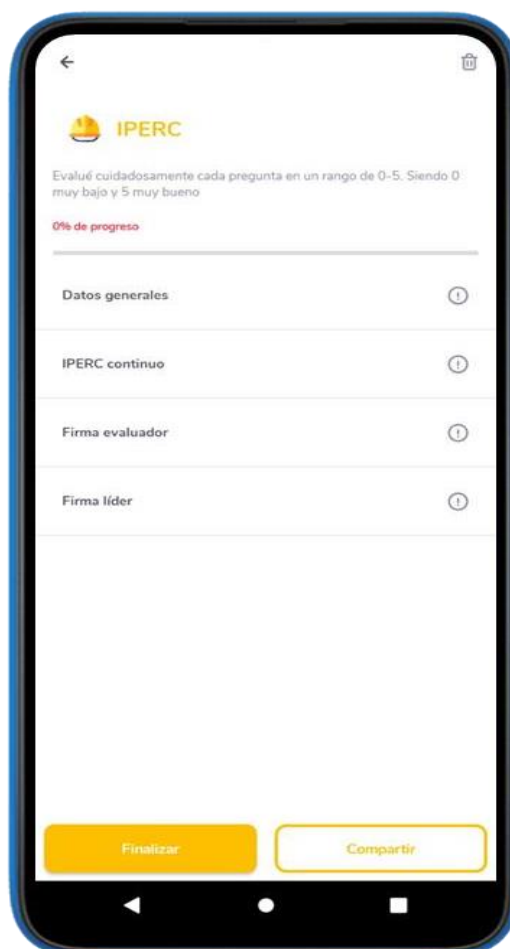 IPERC
Evalué cuidadosamente cada pregunta en un rango de 0-5. Siendo 0
muy bajo y 5 muy bueno
0% de progreso
Datos generales
IPERC continuo
Firma evaluador
Firma líder
Finalizar
Compartir